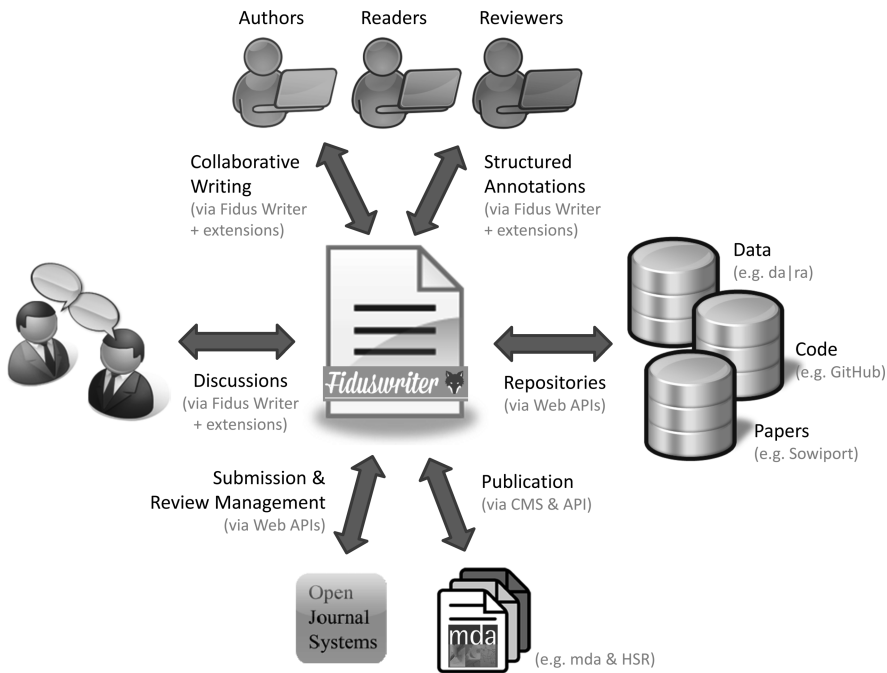 Authors
Readers
Reviewers
Collaborative
Writing
(via Fidus Writer
+ extensions)
Structured
Annotations
(via Fidus Writer
+ extensions)
Data
(e.g. da|ra)
Code
(e.g. GitHub)
Papers
(e.g. Sowiport)
Fiduswriter
Discussions
(via Fidus Writer
+ extensions)
Repositories
(via Web APIs)
Submission &
Review Management
(via Web APIs)
Publication
(via CMS & API)
Open
Journal
Systems
mda
(e.g. mda & HSR)